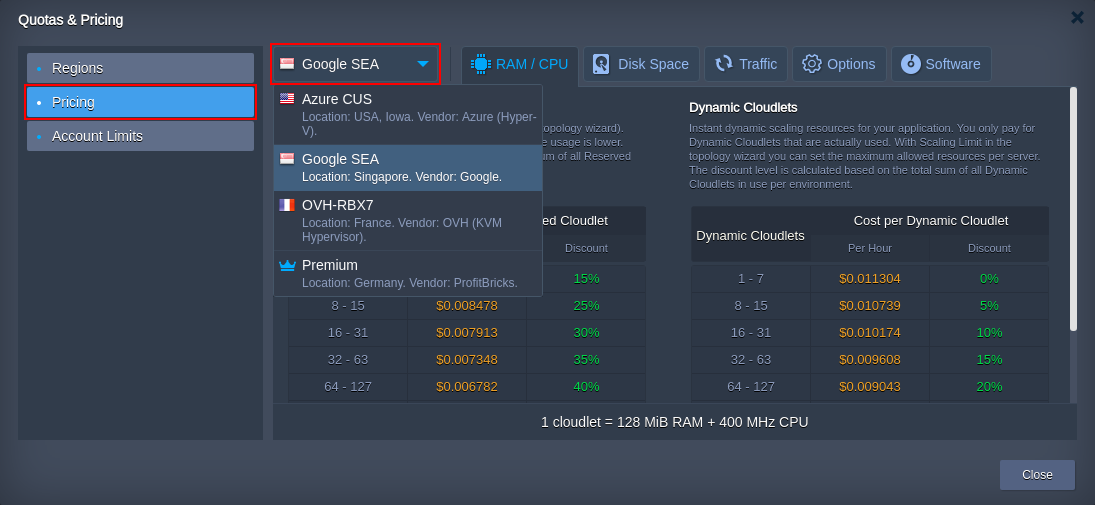 Quotas & Pricing
Regions
Pricing
Account Limits
Google SEA
RAM / CPU
Disk Space
Traffic
Options
Software
Azure CUS
Location: USA, Iowa. Vendor: Azure (Hyper-
V).
Google SEA
Location: Singapore. Vendor: Google.
OVH-RBX7
Location: France. Vendor: OVH (KVM
Hypervisor).
Premium
Location: Germany. Vendor: ProfitBricks.
opology wizard).
e usage is lower.
m of all Reserved
ed Cloudlet
Discount
15%
8 - 15 $0.008478 25%
16 - 31 $0.007913 30%
32 - 63 $0.007348 35%
64 - 127 $0.006782 40%
Dynamic Cloudlets
Instant dynamic scaling resources for your application. You only pay for
Dynamic Cloudlets that are actually used. With Scaling Limit in the
topology wizard you can set the maximum allowed resources per server.
The discount level is calculated based on the total sum of all Dynamic
Cloudlets in use per environment.
Dynamic Cloudlets
Cost per Dynamic Cloudlet
Per Hour Discount
1 - 7 $0.011304 0%
8 - 15 $0.010739 5%
16 - 31 $0.010174 10%
32 - 63 $0.009608 15%
64 - 127 $0.009043 20%
1 cloudlet = 128 MiB RAM + 400 MHz CPU
Close